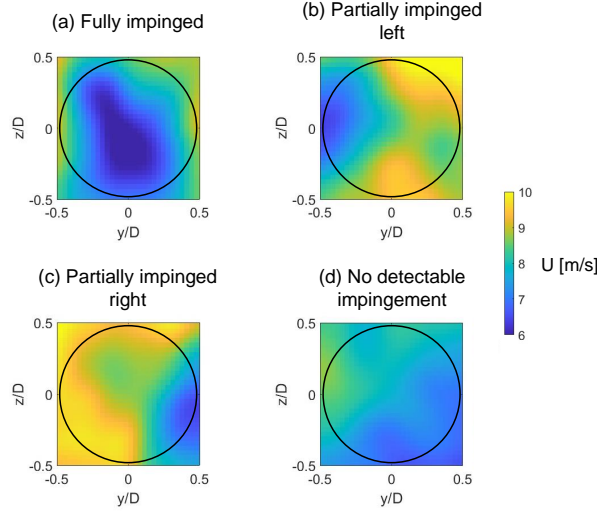 (a) Fully impinged
0.5
0
-0.5
z/D
-0.5 0 0.5
y/D
(b) Partially impinged
left
0.5
0
-0.5
z/D
-0.5 0 0.5
y/D
10
9
8
7
6
U [m/s]
(c) Partially impinged
right
0.5
0
-0.5
z/D
-0.5 0 0.5
y/D
(d) No detectable
impingement
0.5
0
-0.5
z/D
-0.5 0 0.5
y/D